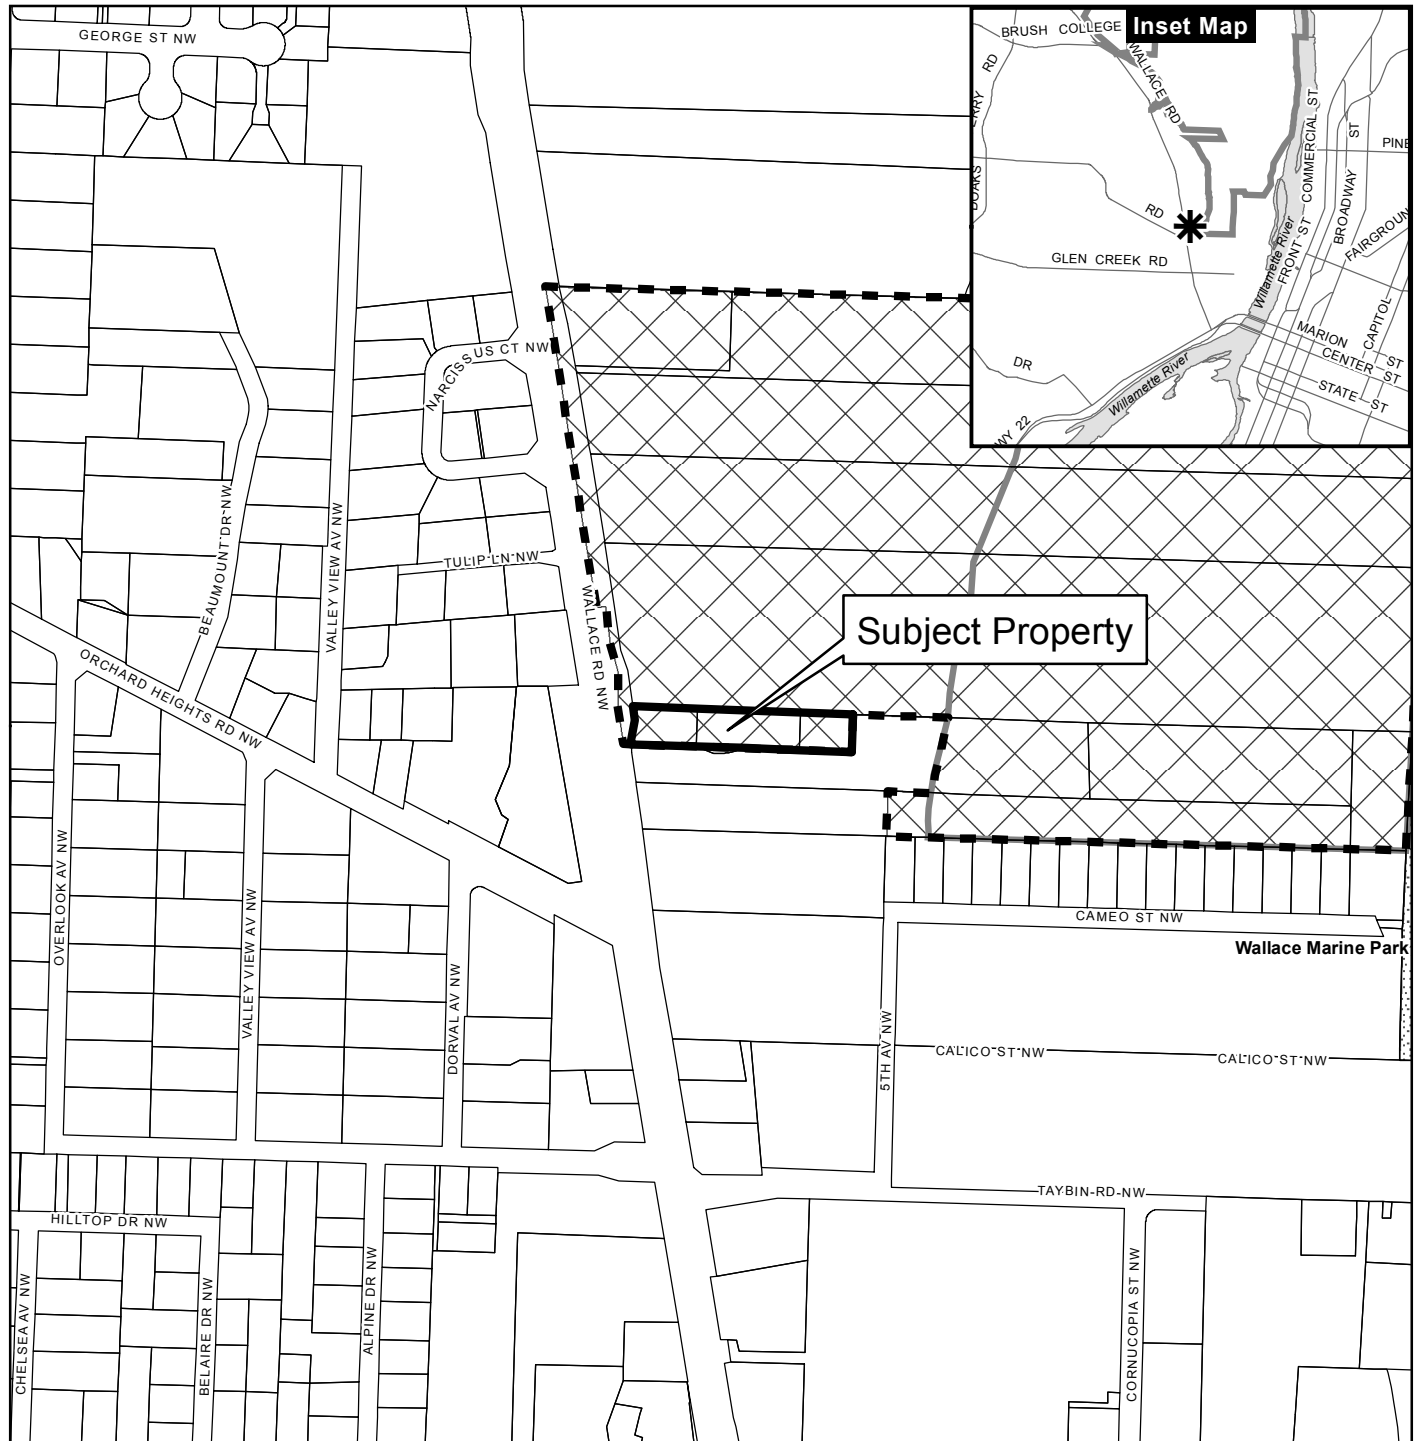 GEORGE ST NW
Inset Map
BRUSH COLLEGE
WALLACE RD
RD
DOAKS
COMMERCIAL ST
ST
PINE
BROADWAY
FAIRGROUN
RD
GLEN CREEK RD
Willamette River
FRONT ST
CAPITOL
MARION ST
CENTER ST
STATE ST
DR
Willamette River
WY 22
NARCISSUS CT NW
BEAUMOUNT DR NW
VALLEY VIEW AV NW
TULIP LN NW
WALLACE RD NW
Subject Property
ORCHARD HEIGHTS RD NW
OVERLOOK AV NW
VALLEY VIEW AV NW
DORVAL AV NW
CAMEO ST NW
Wallace Marine Park
5TH AV NW
CALICO ST NW
CALICO ST NW
TAYBIN RD NW
HILLTOP DR NW
CHELSEA AV NW
BELAIRE DR NW
ALPINE DR NW
CORNUCOPIA ST NW